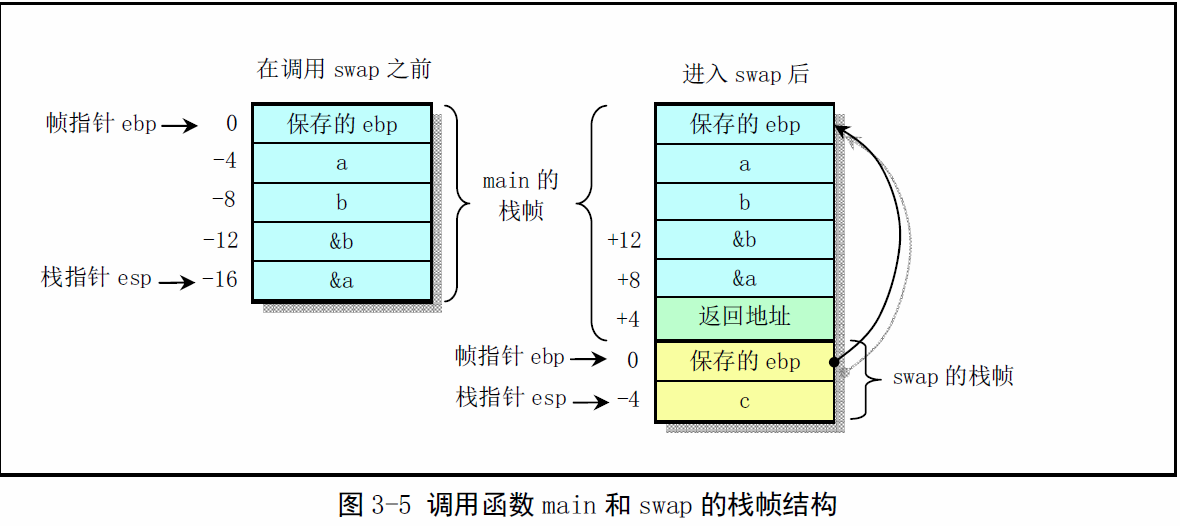 在调用 swap 之前
进入 swap 后
帧指针 ebp 0 保存的 ebp
-4 a
-8 b
-12 &b
栈指针 esp -16 &a
main 的
栈帧
保存的 ebp
a
b
+12 &b
+8 &a
+4 返回地址
帧指针 ebp 0 保存的 ebp
栈指针 esp -4 c
swap 的栈帧
图 3-5 调用函数 main 和 swap 的栈帧结构